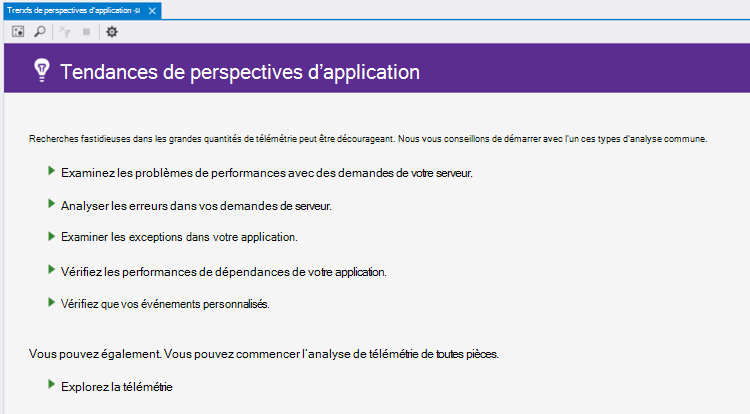 Trerxfs de perspectives d'application
Tendances de perspectives d'application
Recherches fastidieuses dans les grandes quantités de télémétrie peut être décourageant. Nous vous conseillons de démarrer avec l'un ces types d'analyse commune.
Examinez les problèmes de performances avec des demandes de votre serveur.
Analyser les erreurs dans vos demandes de serveur.
Examiner les exceptions dans votre application.
Vérifiez les performances de dépendances de votre application.
Vérifiez que vos événements personnalisés.
Vous pouvez également. Vous pouvez commencer l'analyse de télémétrie de toutes pièces.
Explorez la télémétrie